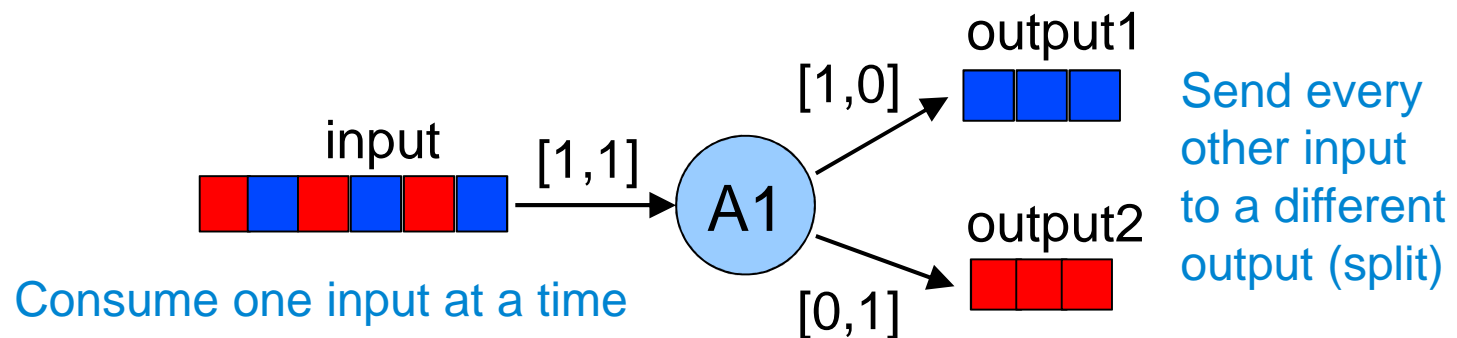 input
[1,1]
A1
[1,0]
output1
Send every
other input
to a different
output (split)
output2
[0,1]
Consume one input at a time